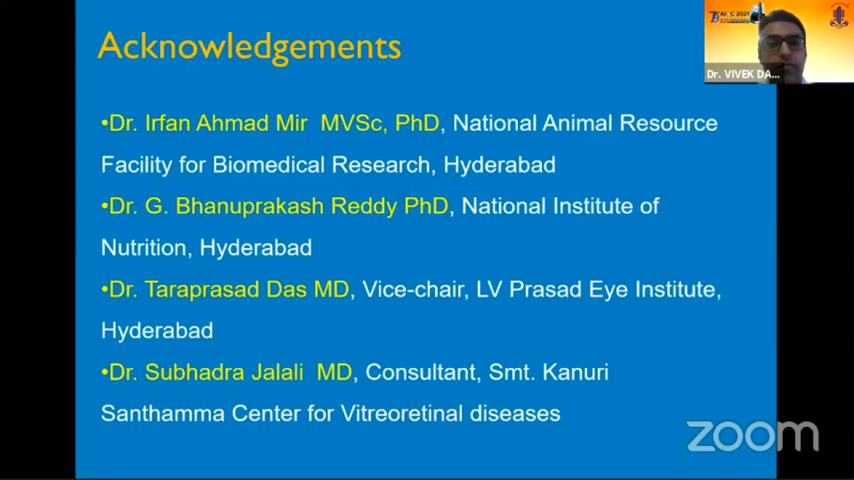 Acknowledgements
•Dr. Irfan Ahmad Mir MVSc, PhD, National Animal Resource
Facility for Biomedical Research, Hyderabad
•Dr. G. Bhanuprakash Reddy PhD, National Institute of
Nutrition, Hyderabad
•Dr. Taraprasad Das MD, Vice-chair, LV Prasad Eye Institute,
Hyderabad
•Dr. Subhadra Jalali MD, Consultant, Smt. Kanuri
Santhamma Center for Vitreoretinal diseases
Dr. VIVEK DA...
zoom